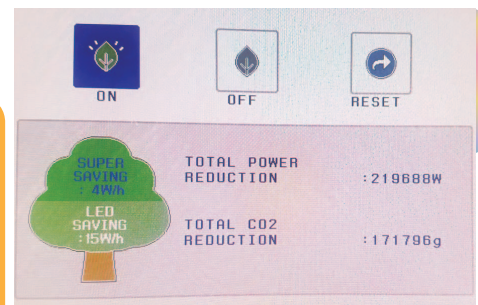 ON
OFF
RESET
SUPER
SAVING
: 4W/h
LED
SAVING
: 15W/h
TOTAL POWER
REDUCTION :219688W
TOTAL CO2
REDUCTION :171796g